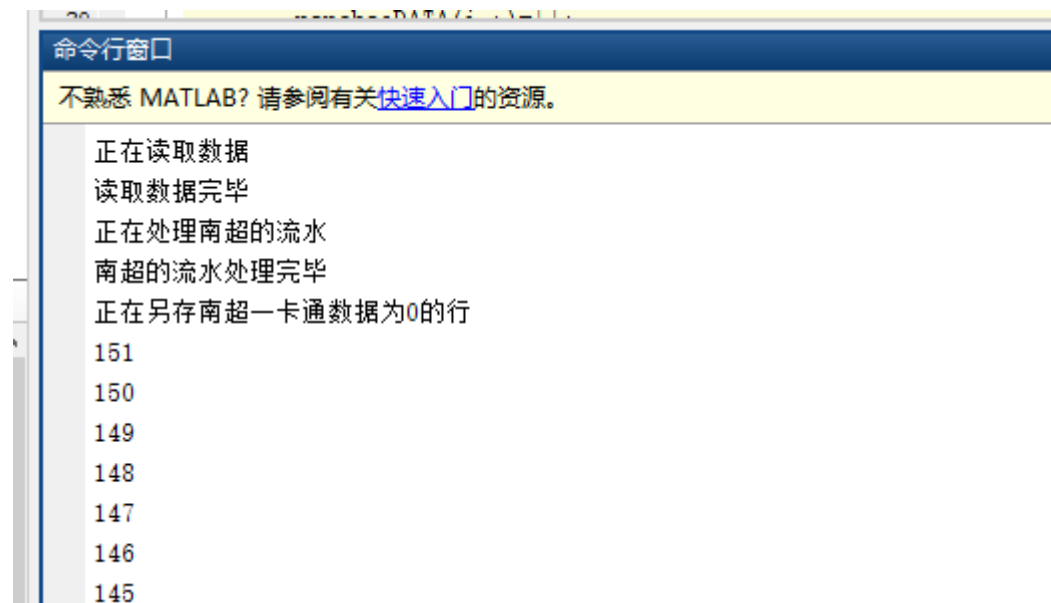 命令行窗口
不熟悉 MATLAB? 请参阅有关快速入门的资源。
正在读取数据
读取数据完毕
正在处理南超的流水
南超的流水处理完毕
正在另存南超一卡通数据为0的行
151
150
149
148
147
146
145